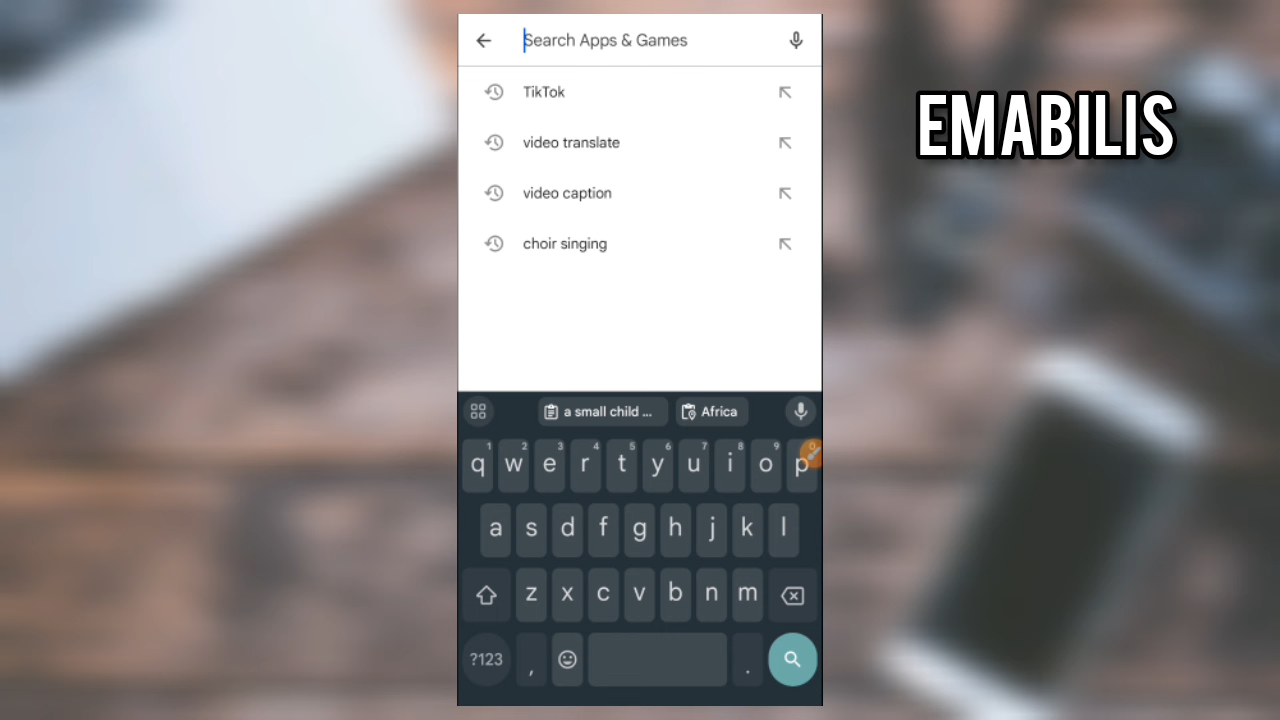 Search Apps & Games
EMABILIS
TikTok
video translate
video caption
choir singing
a small child ...
Africa
1 2 3 4 5 6 7 8 9 0
q w e r t y u i o p
a s d f g h j k l
z x c v b n m
?123 , .